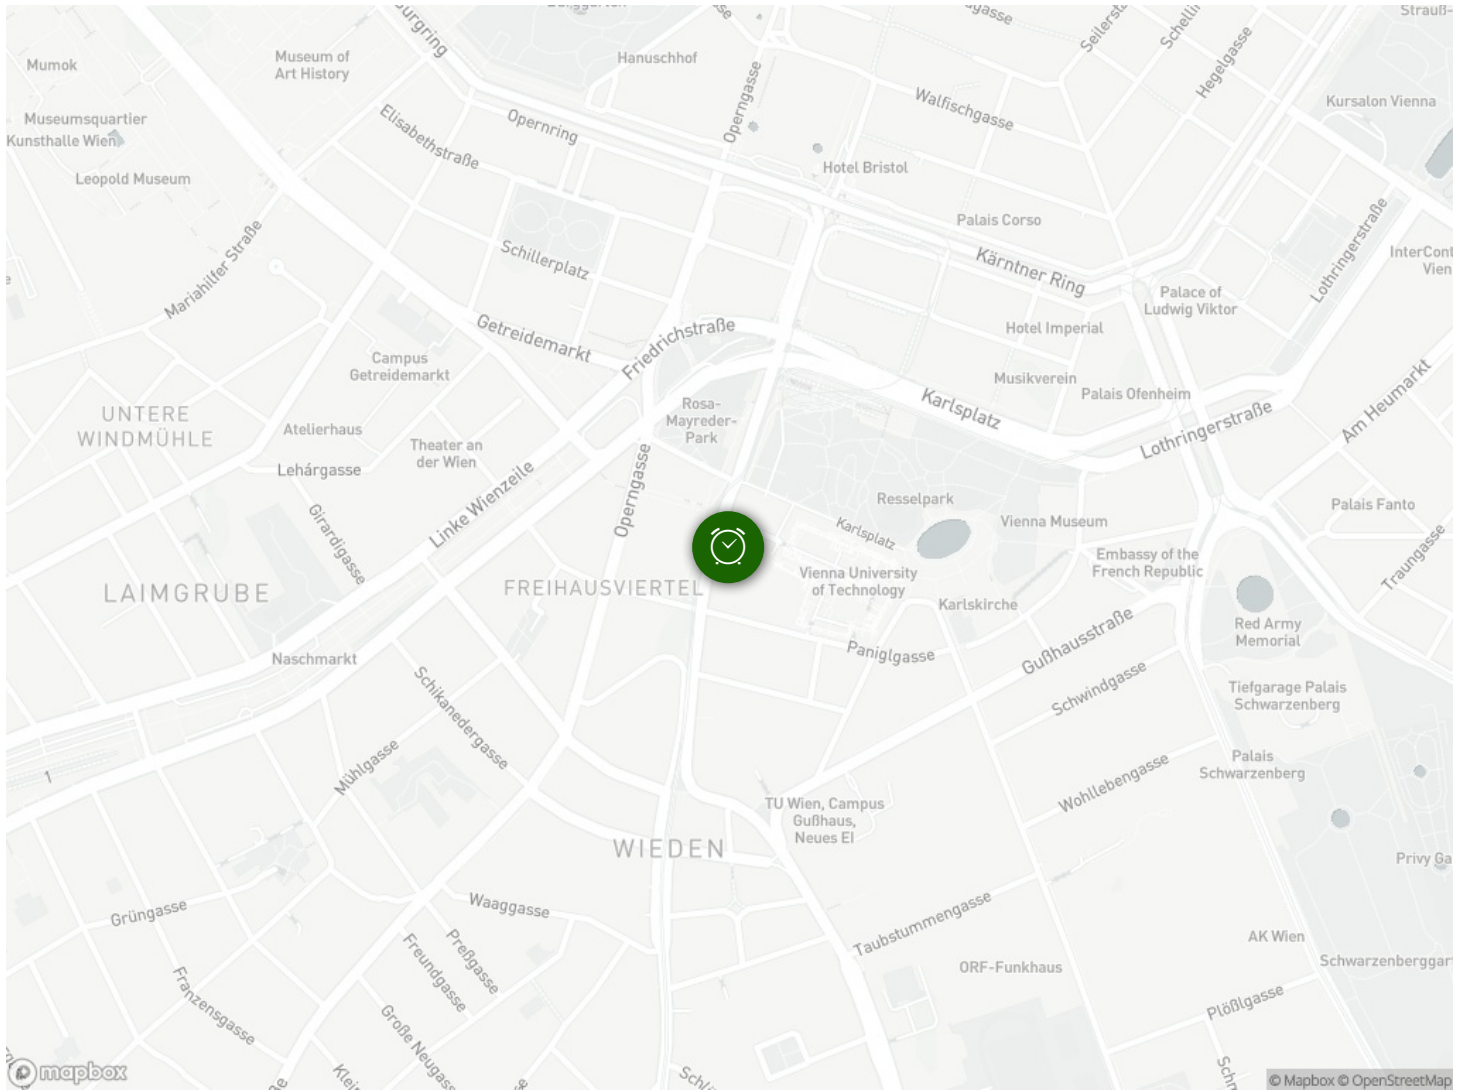 Burggarten
Mumok
Museum of
Art History
Hanuschhof
Operngasse
Walfischgasse
Hegelgasse
Kursalon Vienna
Museumsquartier
Kunsthalle Wien
Elisabethstraße
Opernring
Leopold Museum
Hotel Bristol
Palais Corso
Mariahilfer Straße
Schillerplatz
Kärntner Ring
Lothringerstraße
Palace of
Ludwig Viktor
Getreidemarkt
Friedrichstraße
Hotel Imperial
Campus
Getreidemarkt
Musikverein
Palais Ofenheim
UNTERE
WINDMÜHLE
Rosa-
Mayreder-
Park
Karlsplatz
Am Heumarkt
Atelierhaus
Theater an
der Wien
Lothringerstraße
Lehárgasse
Linke Wienzeile
Operngasse
Resselpark
Palais Fanto
Girardigasse
Karlsplatz
Vienna Museum
Embassy of the
French Republic
Traungasse
LAIMGRUBE
FREIHAUSVIERTEL
Vienna University
of Technology
Karlskirche
Red Army
Memorial
Naschmarkt
Paniglgasse
Gußhausstraße
Schikanedergasse
Schwindgasse
Tiefgarage Palais
Schwarzenberg
1
Mühlgasse
Palais
Schwarzenberg
Wohllebengasse
TU Wien, Campus
Gußhaus,
Neues EI
WIEDEN
Privy Ga
Grüngasse
Waaggasse
Preßgasse
Freundgasse
Taubstummengasse
AK Wien
ORF-Funkhaus
Schwarzenberggar
Franzensgasse
Große Neugass
Plößlgasse
mapbox
© Mapbox © OpenStreetMap